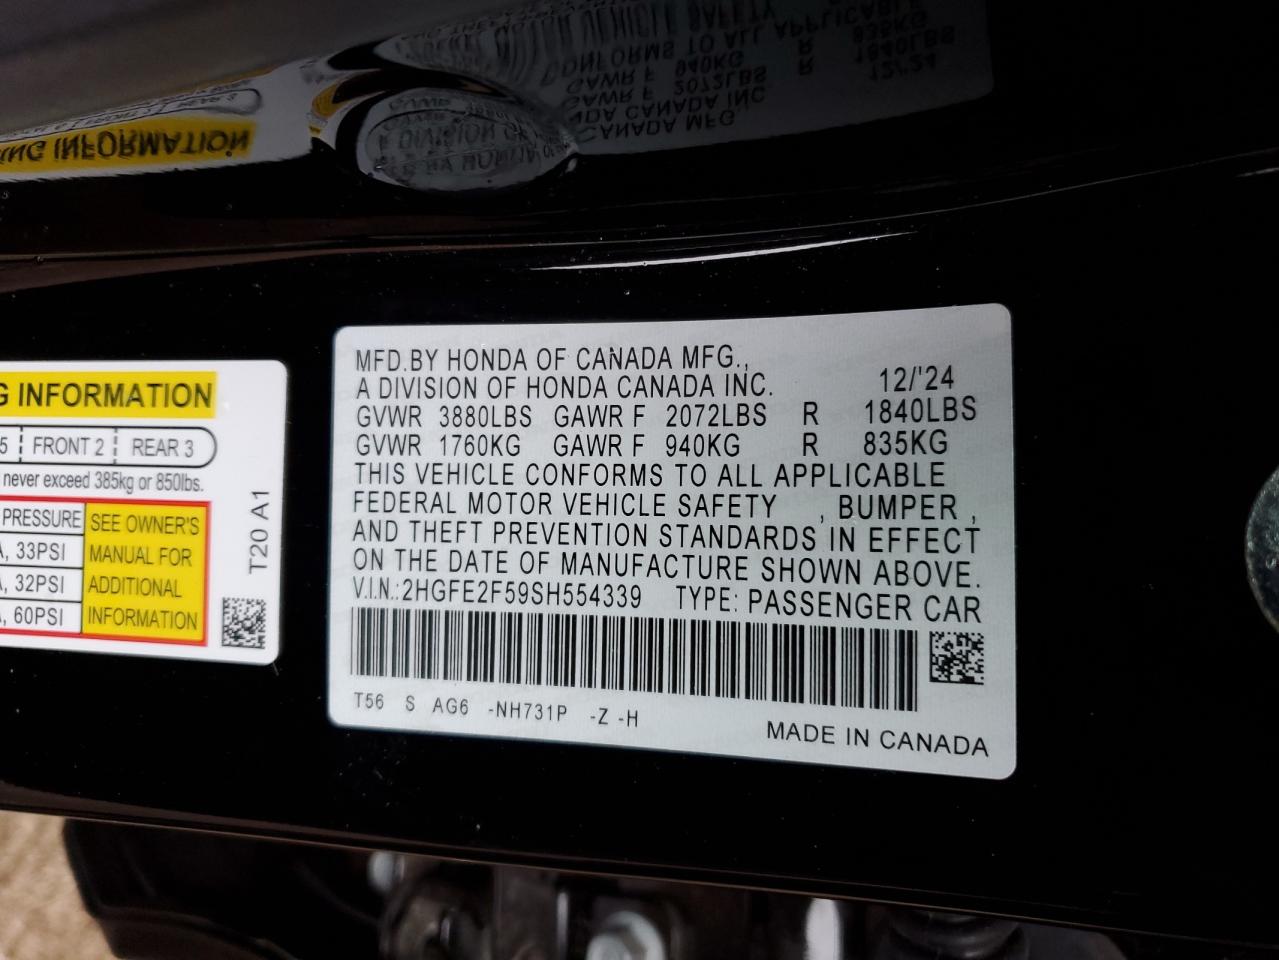 G INFORMATION
5 FRONT 2 REAR 3
never exceed 385kg or 850lbs.
PRESSURE
A, 33PSI
A, 32PSI
A, 60PSI
SEE OWNER'S
MANUAL FOR
ADDITIONAL
INFORMATION
T20 A1
MFD.BY HONDA OF CANADA MFG.,
A DIVISION OF HONDA CANADA INC. 12/'24
GVWR 3880LBS GAWR F 2072LBS R 1840LBS
GVWR 1760KG GAWR F 940KG R 835KG
THIS VEHICLE CONFORMS TO ALL APPLICABLE
FEDERAL MOTOR VEHICLE SAFETY , BUMPER ,
AND THEFT PREVENTION STANDARDS IN EFFECT
ON THE DATE OF MANUFACTURE SHOWN ABOVE.
V.I.N.:2HGFE2F59SH554339 TYPE: PASSENGER CAR
T56 S AG6 -NH731P -Z -H
MADE IN CANADA